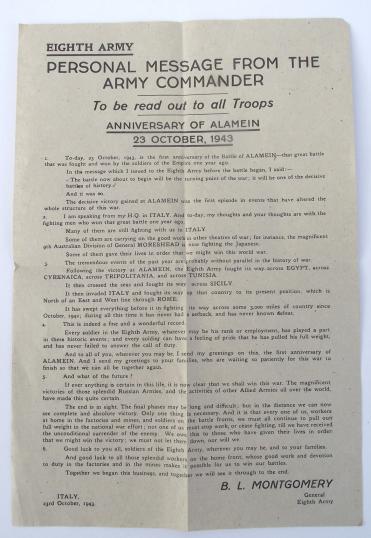 EIGHTH ARMY
PERSONAL MESSAGE FROM THE
ARMY COMMANDER
To be read out to all Troops
ANNIVERSARY OF ALAMEIN
23 OCTOBER, 1943
1. To-day, 23 October, 1943, is the first anniversary of the Battle of ALAMEIN,—that great battle
that was fought and won by the soldiers of the Empire one year ago.
In the message which I issued to the Eighth Army before the battle began, I said:—
"The battle now about to begin will be the turning point of the war; it will be one of the decisive
battles of history."
And it was so.
The decisive victory gained at ALAMEIN was the first episode in events that have altered the
whole structure of this war.
2. I am speaking from my H.Q. in ITALY. And to-day, my thoughts and your thoughts are with the
fighting men who won that great battle one year ago.
Many of them are still fighting with us in ITALY.
Some of them are carrying on the good work in other theatres of war; for instance, the magnificent
9th Australian Division of General MORESHEAD is now fighting the Japanese.
Some of them gave their lives in order that we might win this world war.
3. The tremendous events of the past year are probably without parallel in the history of war.
Following the victory at ALAMEIN, the Eighth Army fought its way across EGYPT, across
CYRENAICA, across TRIPOLITANIA, and across TUNISIA.
It then crossed the seas and fought its way across SICILY.
It then invaded ITALY and fought its way up that country to its present position, which is
North of an East and West line through ROME.
It has swept everything before it in fighting its way across some 3,000 miles of country since
October, 1942; during all this time it has never had a setback, and has never known defeat.
4. This is indeed a fine and a wonderful record.
Every soldier in the Eighth Army, whatever may be his rank or employment, has played a part
in these historic events; and every soldier can have a feeling of pride that he has pulled his full weight,
and has never failed to answer the call of duty.
And to all of you, wherever you may be, I send my greetings on this, the first anniversary of
ALAMEIN. And I send my greetings to your families, who are waiting so patiently for this war to
finish so that we can all be together again.
5. And what of the future?
If ever anything is certain in this life, it is now clear that we shall win this war. The magnificent
victories of those splendid Russian Armies, and the activities of other Allied Armies all over the world,
have made this quite certain.
The end is in sight. The final phases may be long and difficult; but in the distance we can now
see complete and absolute victory. Only one thing is necessary. And it is that every one of us, workers
at home in the factories and mines, and soldiers on the battle fronts, we must all continue to pull our
full weight in the national war effort; not one of us must stop work, or cease fighting, till we have received
the unconditional surrender of the enemy. We owe this to those who have given their lives in order
that we might win the victory; we must not let them down, nor will we.
6. Good luck to you all, soldiers of the Eighth Army, wherever you may be, and to your families.
And good luck to all those splendid workers on the home front, whose good work and devotion
to duty in the factories and in the mines makes it possible for us to win our battles.
Together we began this business, and together we will see it through to the end.
B. L. MONTGOMERY
General
Eighth Army
ITALY,
23rd October, 1943.